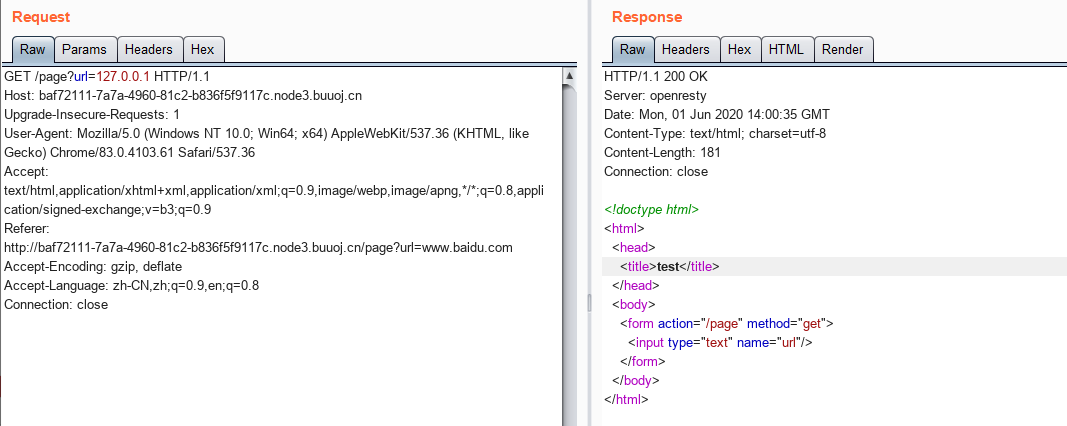 Request
Raw Params Headers Hex
GET /page?url=127.0.0.1 HTTP/1.1
Host: baf72111-7a7a-4960-81c2-b836f5f9117c.node3.buuoj.cn
Upgrade-Insecure-Requests: 1
User-Agent: Mozilla/5.0 (Windows NT 10.0; Win64; x64) AppleWebKit/537.36 (KHTML, like
Gecko) Chrome/83.0.4103.61 Safari/537.36
Accept:
text/html,application/xhtml+xml,application/xml;q=0.9,image/webp,image/apng,*/*;q=0.8,appli
cation/signed-exchange;v=b3;q=0.9
Referer:
http://baf72111-7a7a-4960-81c2-b836f5f9117c.node3.buuoj.cn/page?url=www.baidu.com
Accept-Encoding: gzip, deflate
Accept-Language: zh-CN,zh;q=0.9,en;q=0.8
Connection: close
Response
Raw Headers Hex HTML Render
HTTP/1.1 200 OK
Server: openresty
Date: Mon, 01 Jun 2020 14:00:35 GMT
Content-Type: text/html; charset=utf-8
Content-Length: 181
Connection: close
<!doctype html>
<html>
<head>
<title>test</title>
</head>
<body>
<form action="/page" method="get">
<input type="text" name="url"/>
</form>
</body>
</html>